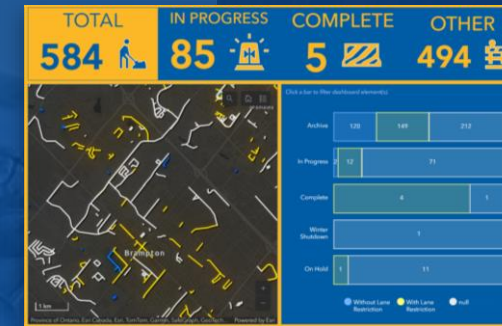 TOTAL
584
IN PROGRESS
85
COMPLETE
5
OTHER
494
Click a bar to filter dashboard element(s)
Archive 128 149 212
In Progress 2 12 71
Complete 4 1
Winter
Shutdown 1
On Hold 1 11
Without Lane
Restriction
With Lane
Restriction
null
Brampton
1 km
Province of Ontario, Esri Canada, Esri, TomTom, Garmin, SafeGraph, GeoTech... Powered by Esri